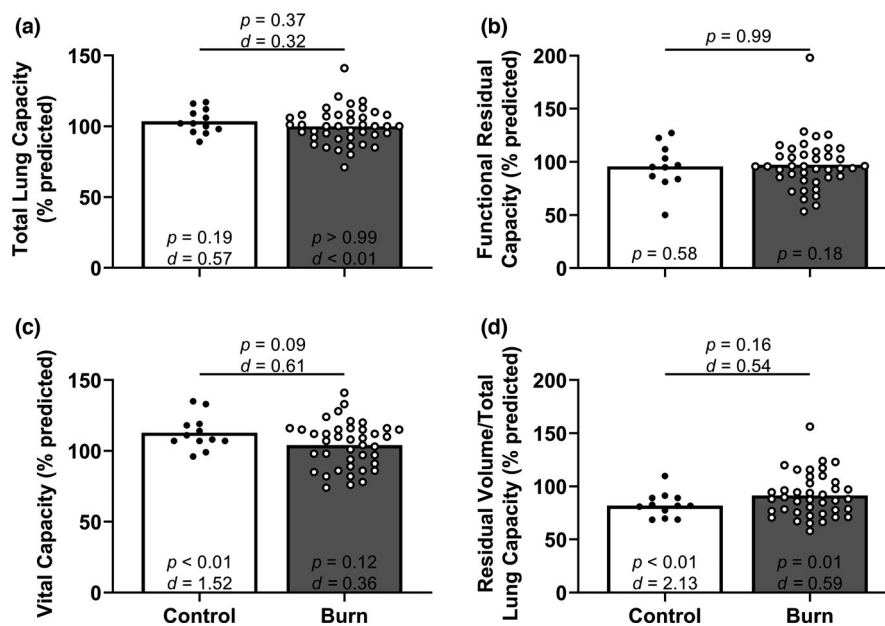 (a)
p = 0.37
d = 0.32
Total Lung Capacity
(% predicted)
150
100
50
0
p = 0.19
d = 0.57
p > 0.99
d < 0.01
(b)
p = 0.99
Functional Residual
Capacity (% predicted)
200
150
100
50
0
p = 0.58
p = 0.18
(c)
p = 0.09
d = 0.61
Vital Capacity (% predicted)
150
100
50
0
p < 0.01
d = 1.52
p = 0.12
d = 0.36
Control
Burn
(d)
p = 0.16
d = 0.54
Residual Volume/Total
Lung Capacity (% predicted)
200
150
100
50
0
p < 0.01
d = 2.13
p = 0.01
d = 0.59
Control
Burn